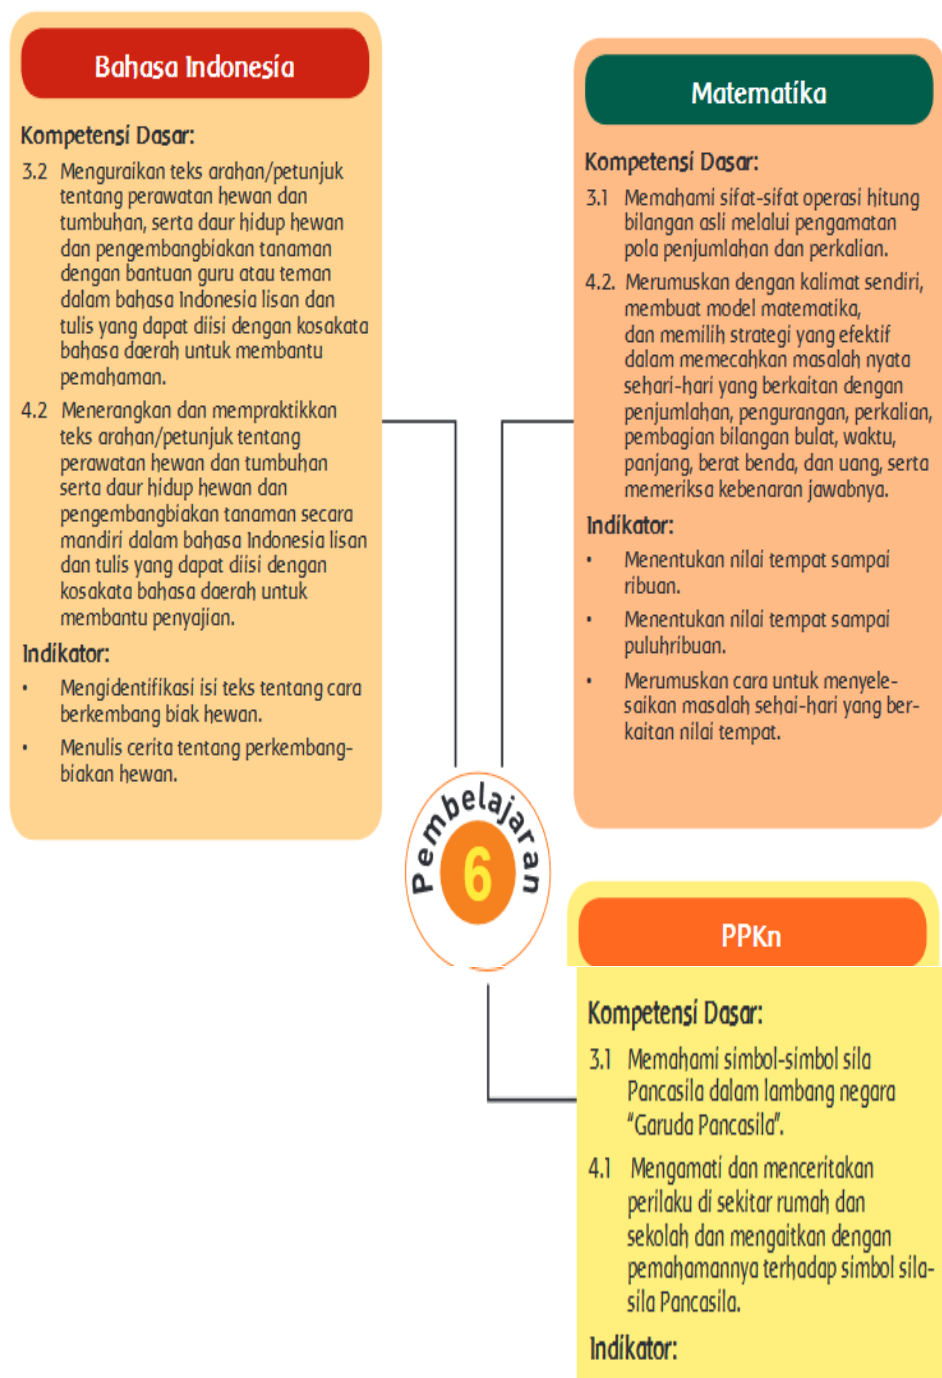 Bahasa Indonesia
Kompetensi Dasar:
3.2 Menguraikan teks arahan/petunjuk
tentang perawatan hewan dan
tumbuhan, serta daur hidup hewan
dan pengembangbiakan tanaman
dengan bantuan guru atau teman
dalam bahasa Indonesia lisan dan
tulis yang dapat diisi dengan kosakata
bahasa daerah untuk membantu
pemahaman.
4.2 Menerangkan dan mempraktikkan
teks arahan/petunjuk tentang
perawatan hewan dan tumbuhan
serta daur hidup hewan dan
pengembangbiakan tanaman secara
mandiri dalam bahasa Indonesia lisan
dan tulis yang dapat diisi dengan
kosakata bahasa daerah untuk
membantu penyajian.
Indikator:
• Mengidentifikasi isi teks tentang cara
berkembang biak hewan.
• Menulis cerita tentang perkembang-
biakan hewan.
Matematika
Kompetensi Dasar:
3.1 Memahami sifat-sifat operasi hitung
bilangan asli melalui pengamatan
pola penjumlahan dan perkalian.
4.2. Merumuskan dengan kalimat sendiri,
membuat model matematika,
dan memilih strategi yang efektif
dalam memecahkan masalah nyata
sehari-hari yang berkaitan dengan
penjumlahan, pengurangan, perkalian,
pembagian bilangan bulat, waktu,
panjang, berat benda, dan uang, serta
memeriksa kebenaran jawabnya.
Indikator:
• Menentukan nilai tempat sampai
ribuan.
• Menentukan nilai tempat sampai
puluhribuan.
• Merumuskan cara untuk menyele-
saikan masalah sehai-hari yang ber-
kaitan nilai tempat.
Pembelajaran
6
PPKn
Kompetensi Dasar:
3.1 Memahami simbol-simbol sila
Pancasila dalam lambang negara
"Garuda Pancasila".
4.1 Mengamati dan menceritakan
perilaku di sekitar rumah dan
sekolah dan mengaitkan dengan
pemahamannya terhadap simbol sila-
sila Pancasila.
Indikator: